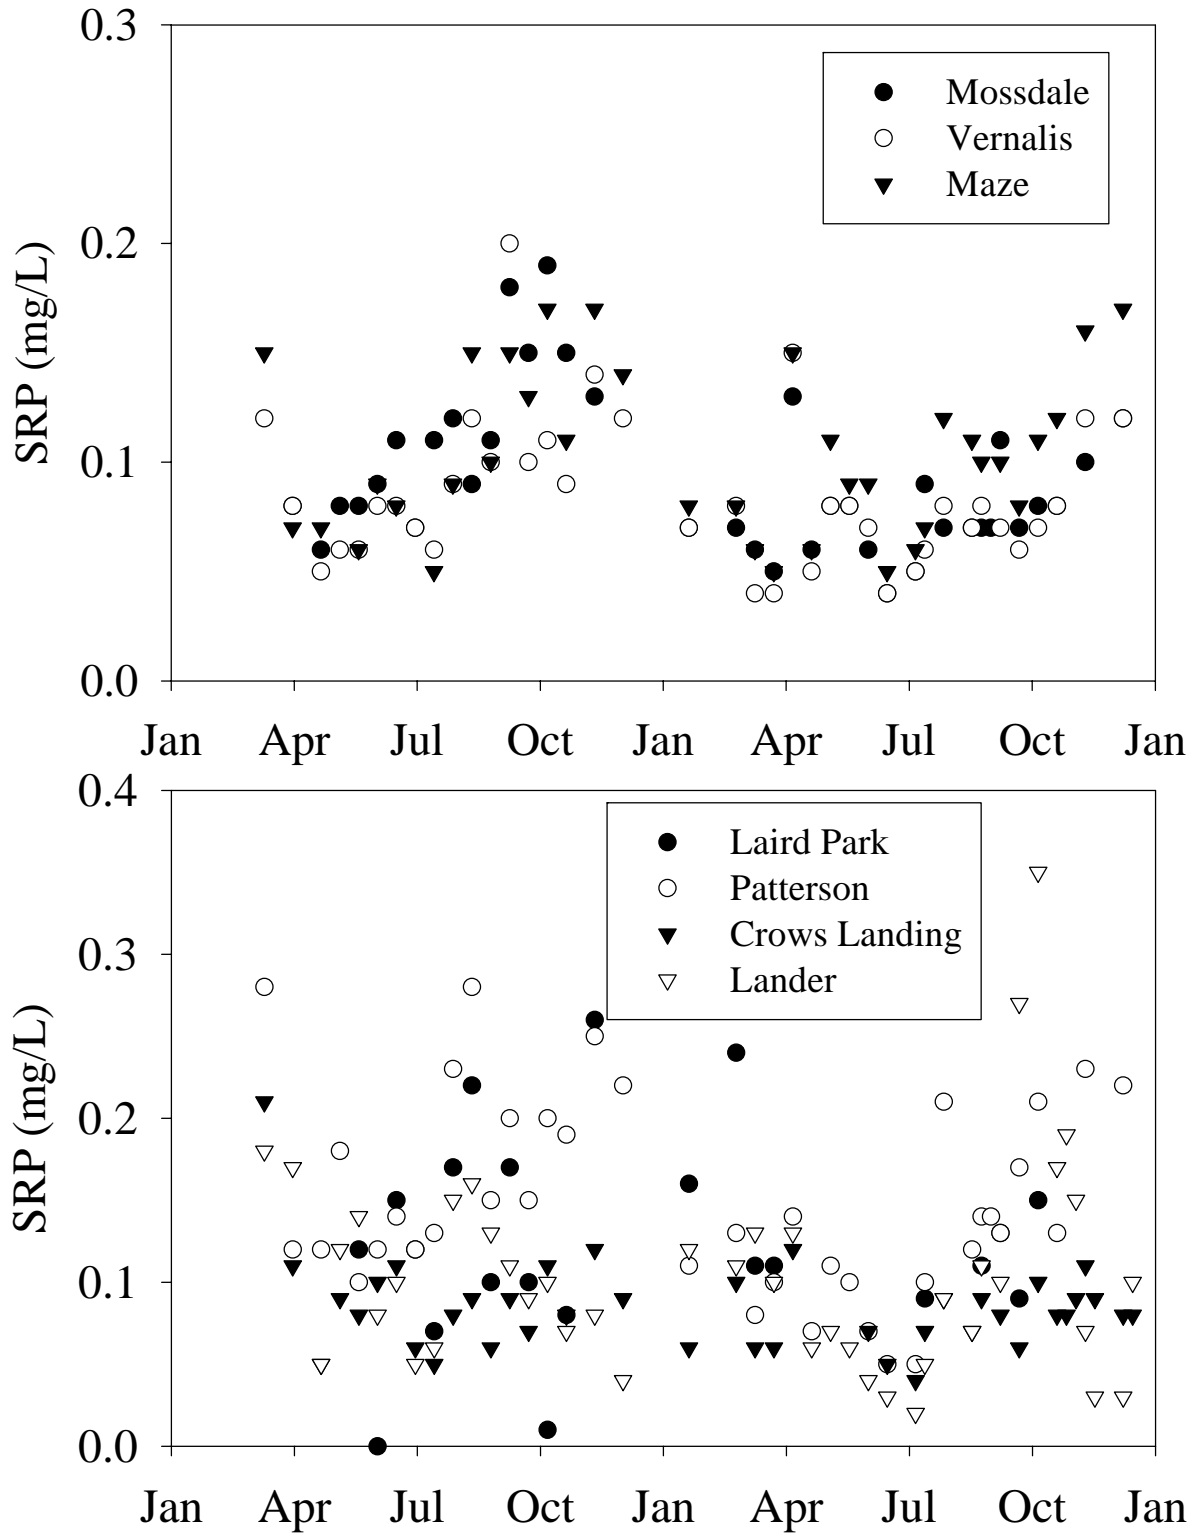 0.3
Mossdale
Vernalis
Maze
0.2
SRP (mg/L)
0.1
0.0
Jan Apr Jul Oct Jan Apr Jul Oct Jan
0.4
Laird Park
Patterson
Crows Landing
Lander
0.3
SRP (mg/L)
0.2
0.1
0.0
Jan Apr Jul Oct Jan Apr Jul Oct Jan